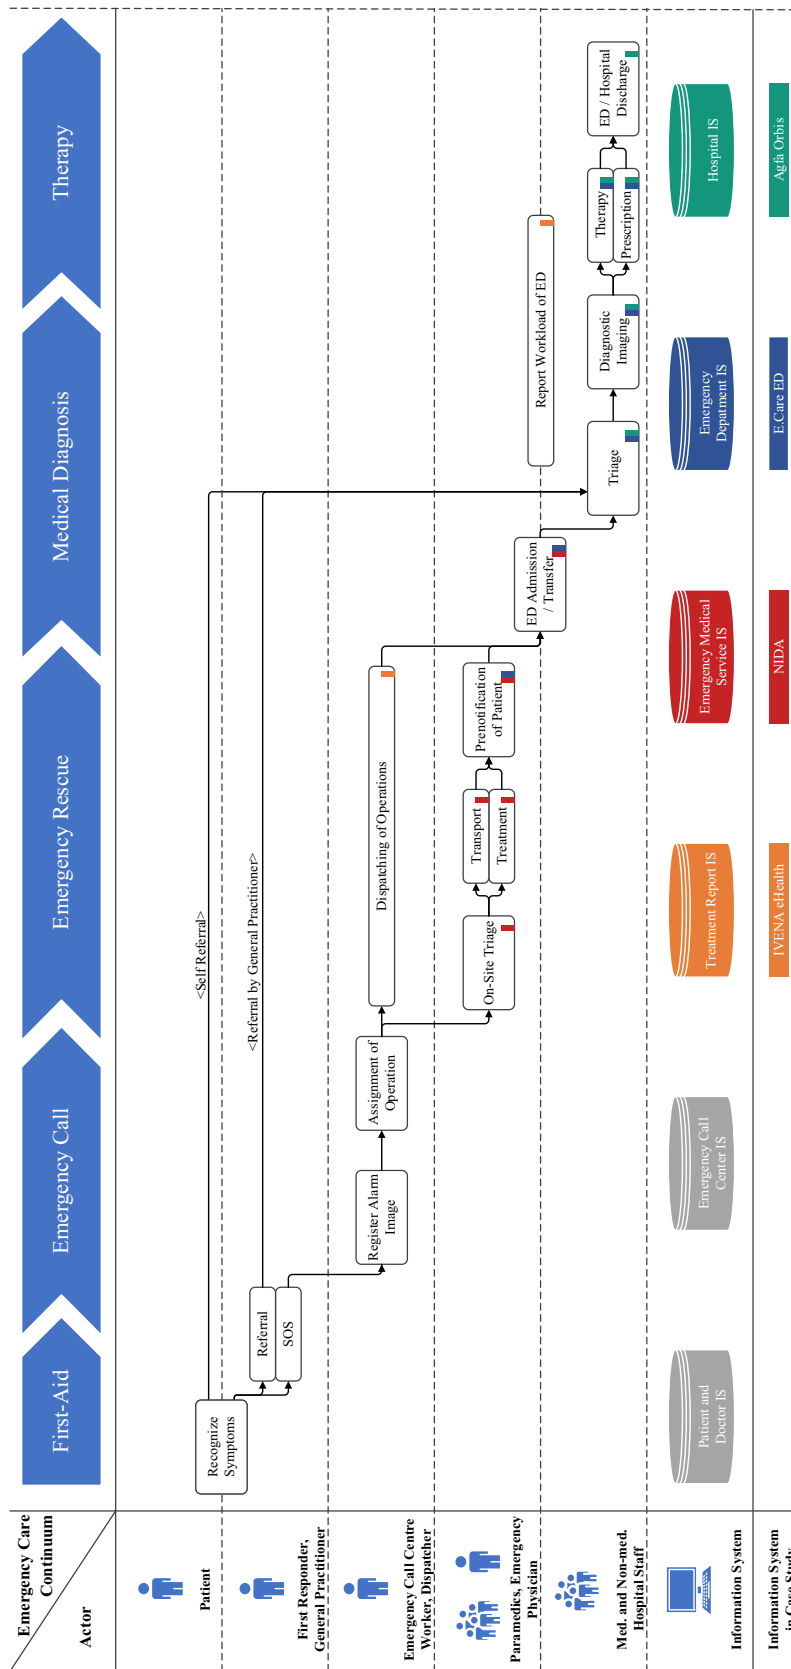 Emergency Care
Continuum
Actor
First-Aid
Emergency Call
Emergency Rescue
Medical Diagnosis
Therapy
Patient
Recognize
Symptoms
<Self Referral>
First Responder,
General Practitioner
Referral
SOS
<Referral by General Practitioner>
Emergency Call Centre
Worker, Dispatcher
Register Alarm
Image
Assignment of
Operation
Dispatching of Operations
Paramedics, Emergency
Physician
On-Site Triage
Transport
Treatment
Prenotification
of Patient
ED Admission
/ Transfer
Report Workload of ED
Med. and Non-med.
Hospital Staff
Triage
Diagnostic
Imaging
Therapy
Prescription
ED / Hospital
Discharge
Information System
Patient and
Doctor IS
Emergency Call
Center IS
Treatment Report IS
Emergency Medical
Service IS
Emergency
Depatment IS
Hospital IS
Information System
in Case Study
IVENA eHealth
NIDA
E.Care ED
Agfa Orbis